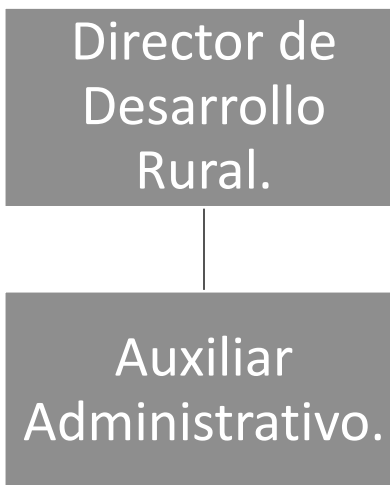 Director de
Desarrollo
Rural.
Auxiliar
Administrativo.